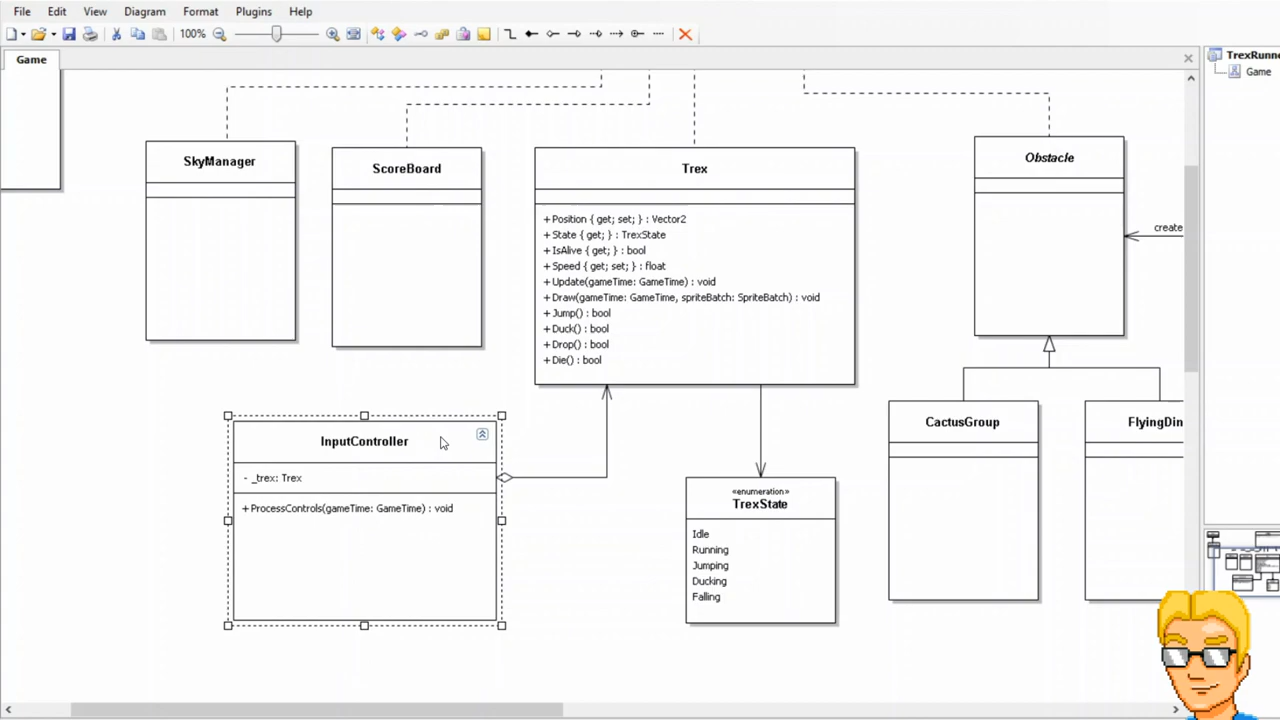 File Edit View Diagram Format Plugins Help
100%
Game
TrexRunne
Game
SkyManager
ScoreBoard
Trex
+ Position { get; set; } : Vector2
+ State { get; } : TrexState
+ IsAlive { get; } : bool
+ Speed { get; set; } : float
+ Update(gameTime: GameTime) : void
+ Draw(gameTime: GameTime, spriteBatch: SpriteBatch) : void
+ Jump() : bool
+ Duck() : bool
+ Drop() : bool
+ Die() : bool
Obstacle
create
InputController
- _trex: Trex
+ ProcessControls(gameTime: GameTime) : void
«enumeration»
TrexState
Idle
Running
Jumping
Ducking
Falling
CactusGroup
FlyingDin